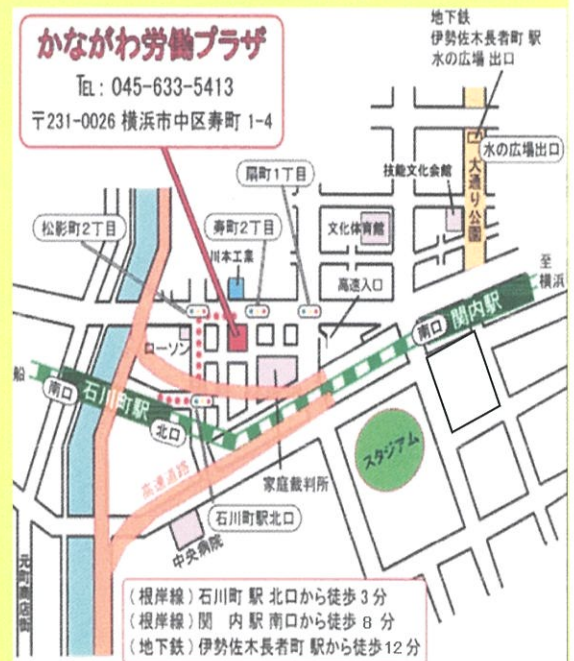 かながわ労働プラザ
TEL: 045-633-5413
〒231-0026 横浜市中区寿町 1-4
地下鉄
伊勢佐木長者町 駅
水の広場 出口
扇町1丁目
技能文化会館
水の広場出口
大通り公園
松影町2丁目
寿町2丁目
文化体育館
川本工業
高速入口
至
横浜
ローソン
南口
関内駅
船
南口
石川町駅
北口
スタジアム
高速道路
家庭裁判所
石川町駅北口
中央病院
元町商店街
(根岸線) 石川町 駅 北口から徒歩 3 分
(根岸線) 関 内 駅 南口から徒歩 8 分
(地下鉄) 伊勢佐木長者町 駅から徒歩12分